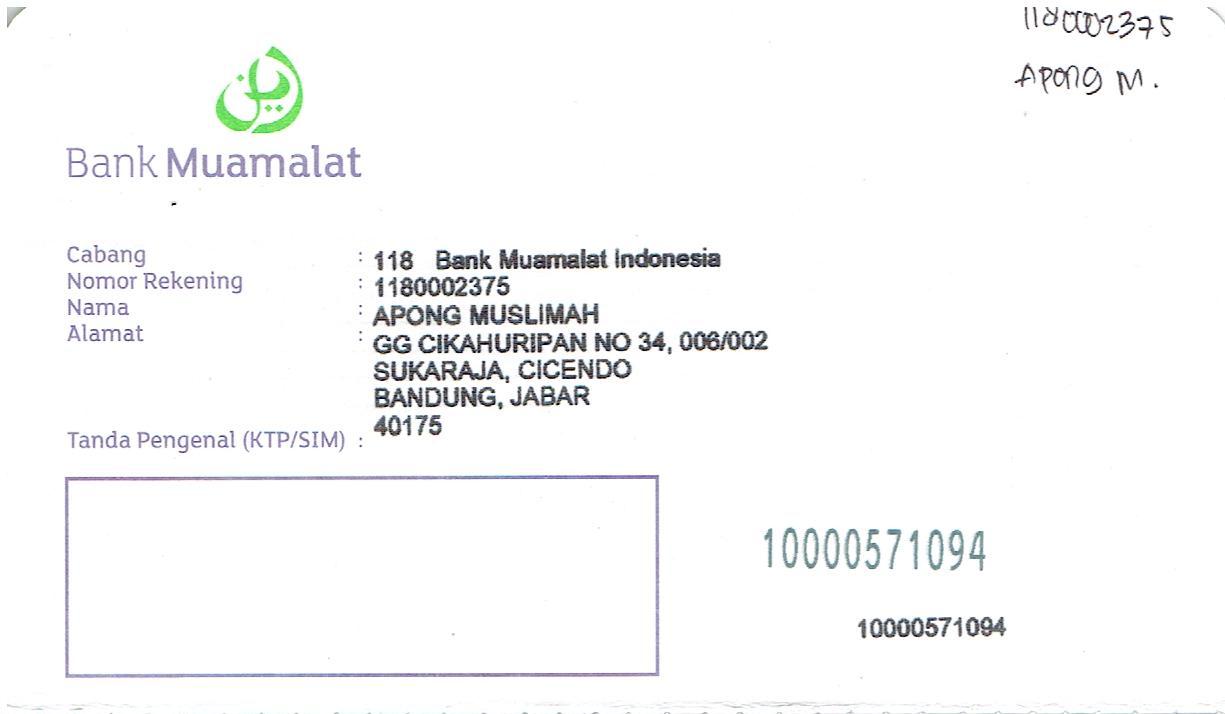 1180002375
Apong M.
Bank Muamalat
Cabang : 118 Bank Muamalat Indonesia
Nomor Rekening : 1180002375
Nama : APONG MUSLIMAH
Alamat : GG CIKAHURIPAN NO 34, 006/002
SUKARAJA, CICENDO
BANDUNG, JABAR
40175
Tanda Pengenal (KTP/SIM) :
10000571094
10000571094